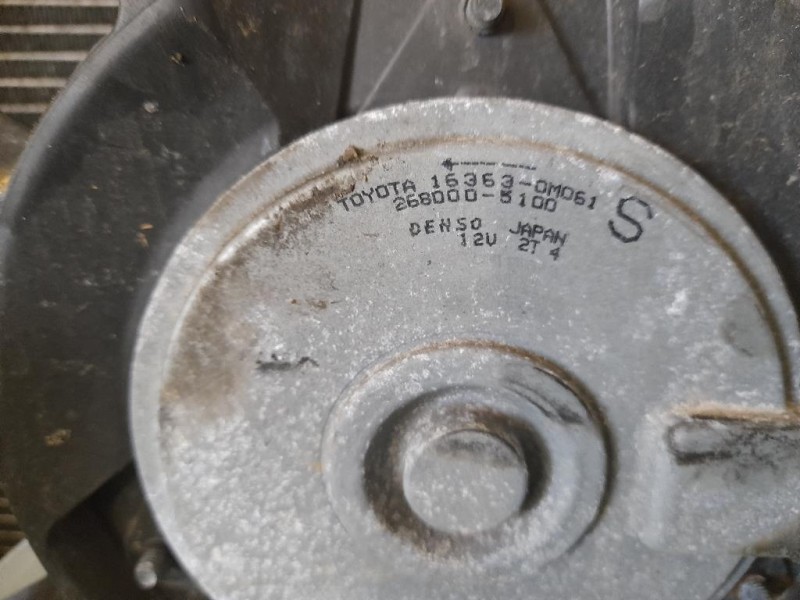 TOYOTA 16363-0M061
268000-5100
DENSO JAPAN
12V 2T 4
S